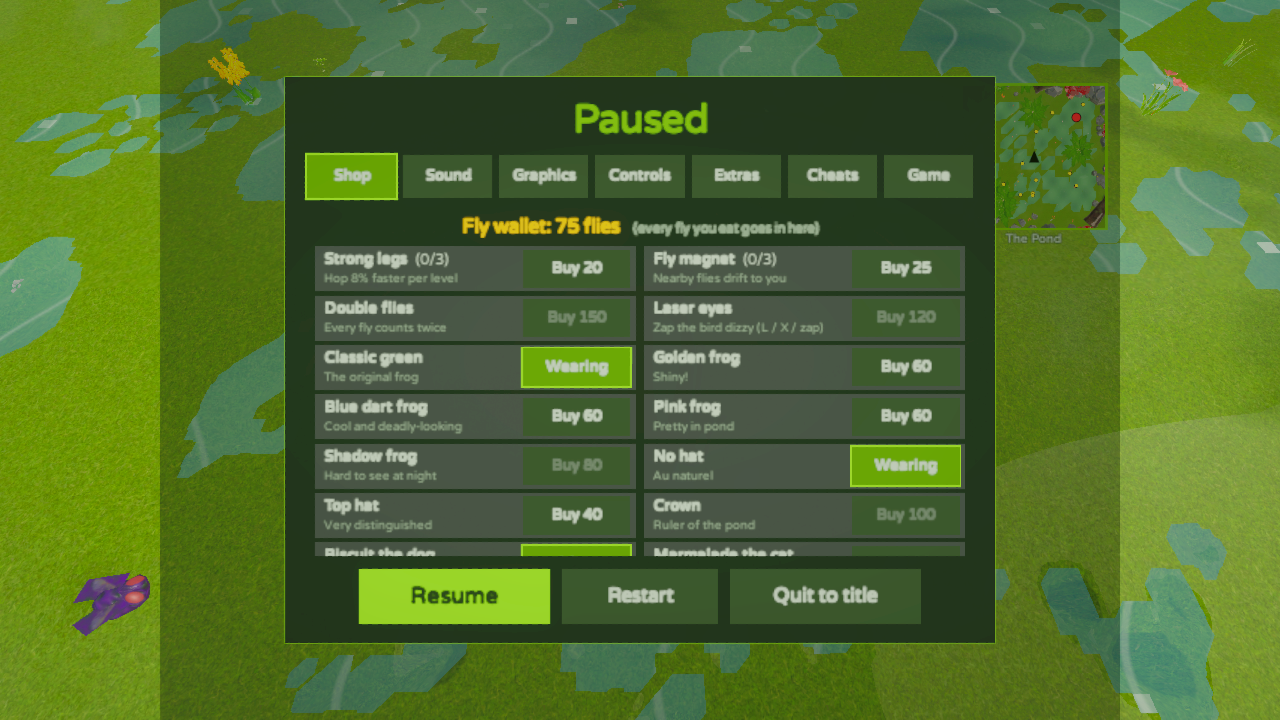 Paused
Shop Sound Graphics Controls Extras Cheats Game
Fly wallet: 75 flies (every fly you eat goes in here)
Strong legs (0/3)
Hop 8% faster per level
Buy 20
Fly magnet (0/3)
Nearby flies drift to you
Buy 25
Double flies
Every fly counts twice
Buy 150
Laser eyes
Zap the bird dizzy (L / X / zap)
Buy 120
Classic green
The original frog
Wearing
Golden frog
Shiny!
Buy 60
Blue dart frog
Cool and deadly-looking
Buy 60
Pink frog
Pretty in pond
Buy 60
Shadow frog
Hard to see at night
Buy 80
No hat
Au naturel
Wearing
Top hat
Very distinguished
Buy 40
Crown
Ruler of the pond
Buy 100
Biscuit the dog
Marmalade the cat
Resume Restart Quit to title
The Pond